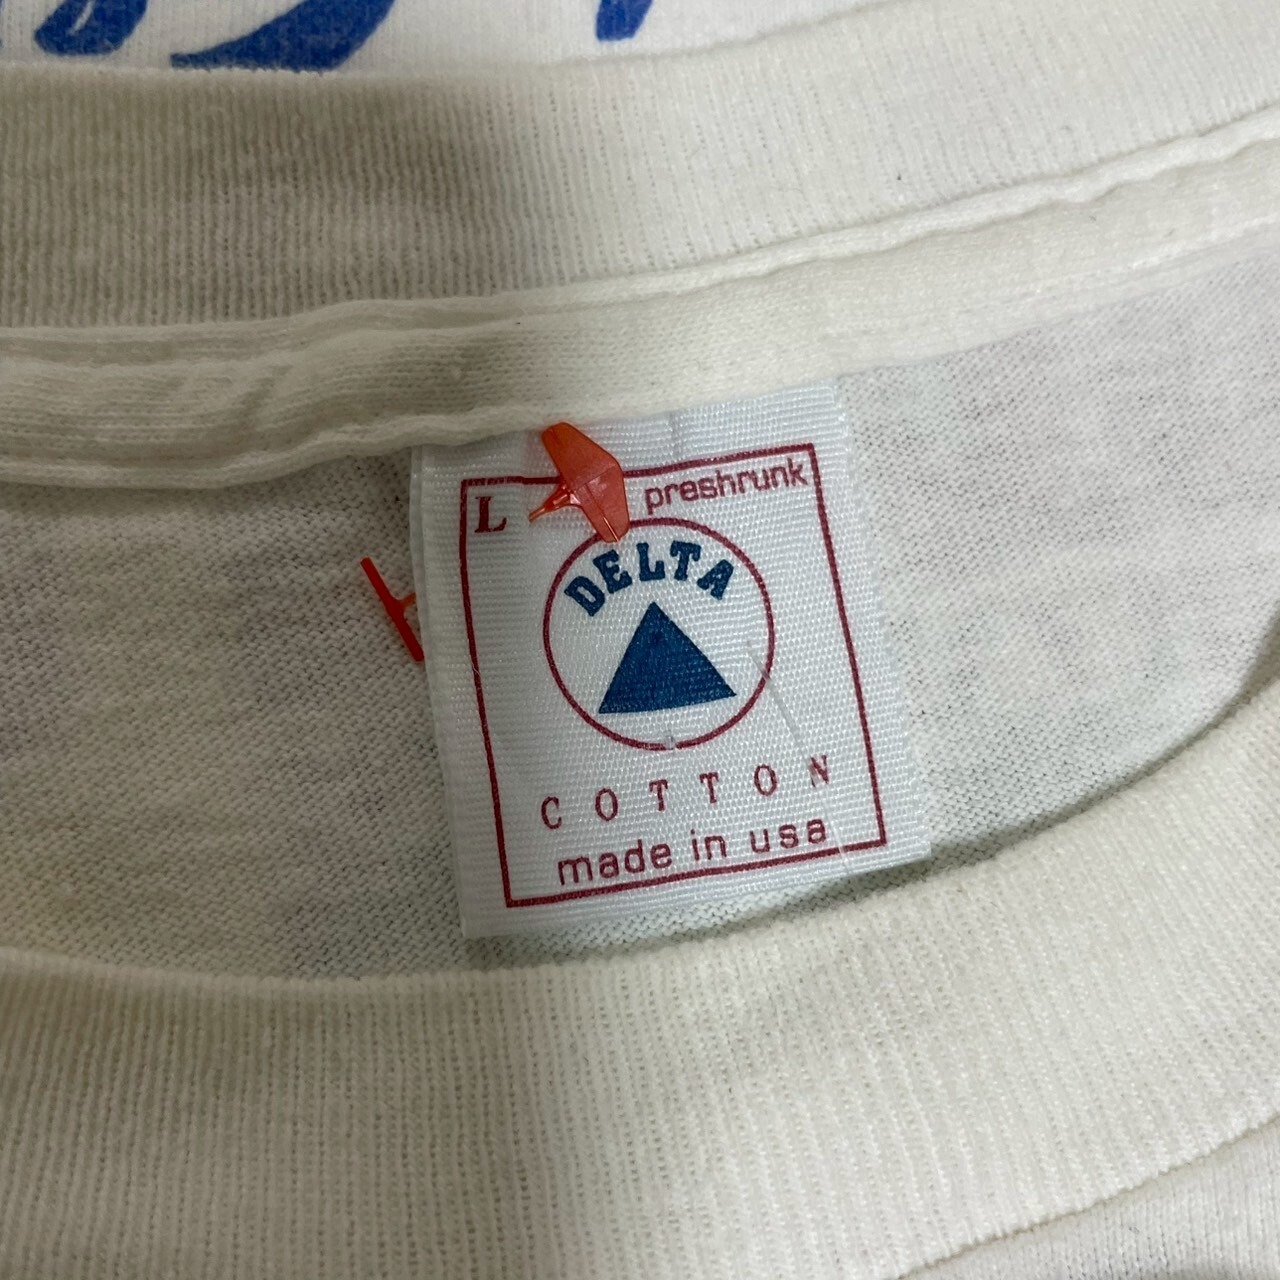 L preshrunk
DELTA
COTTON
made in usa